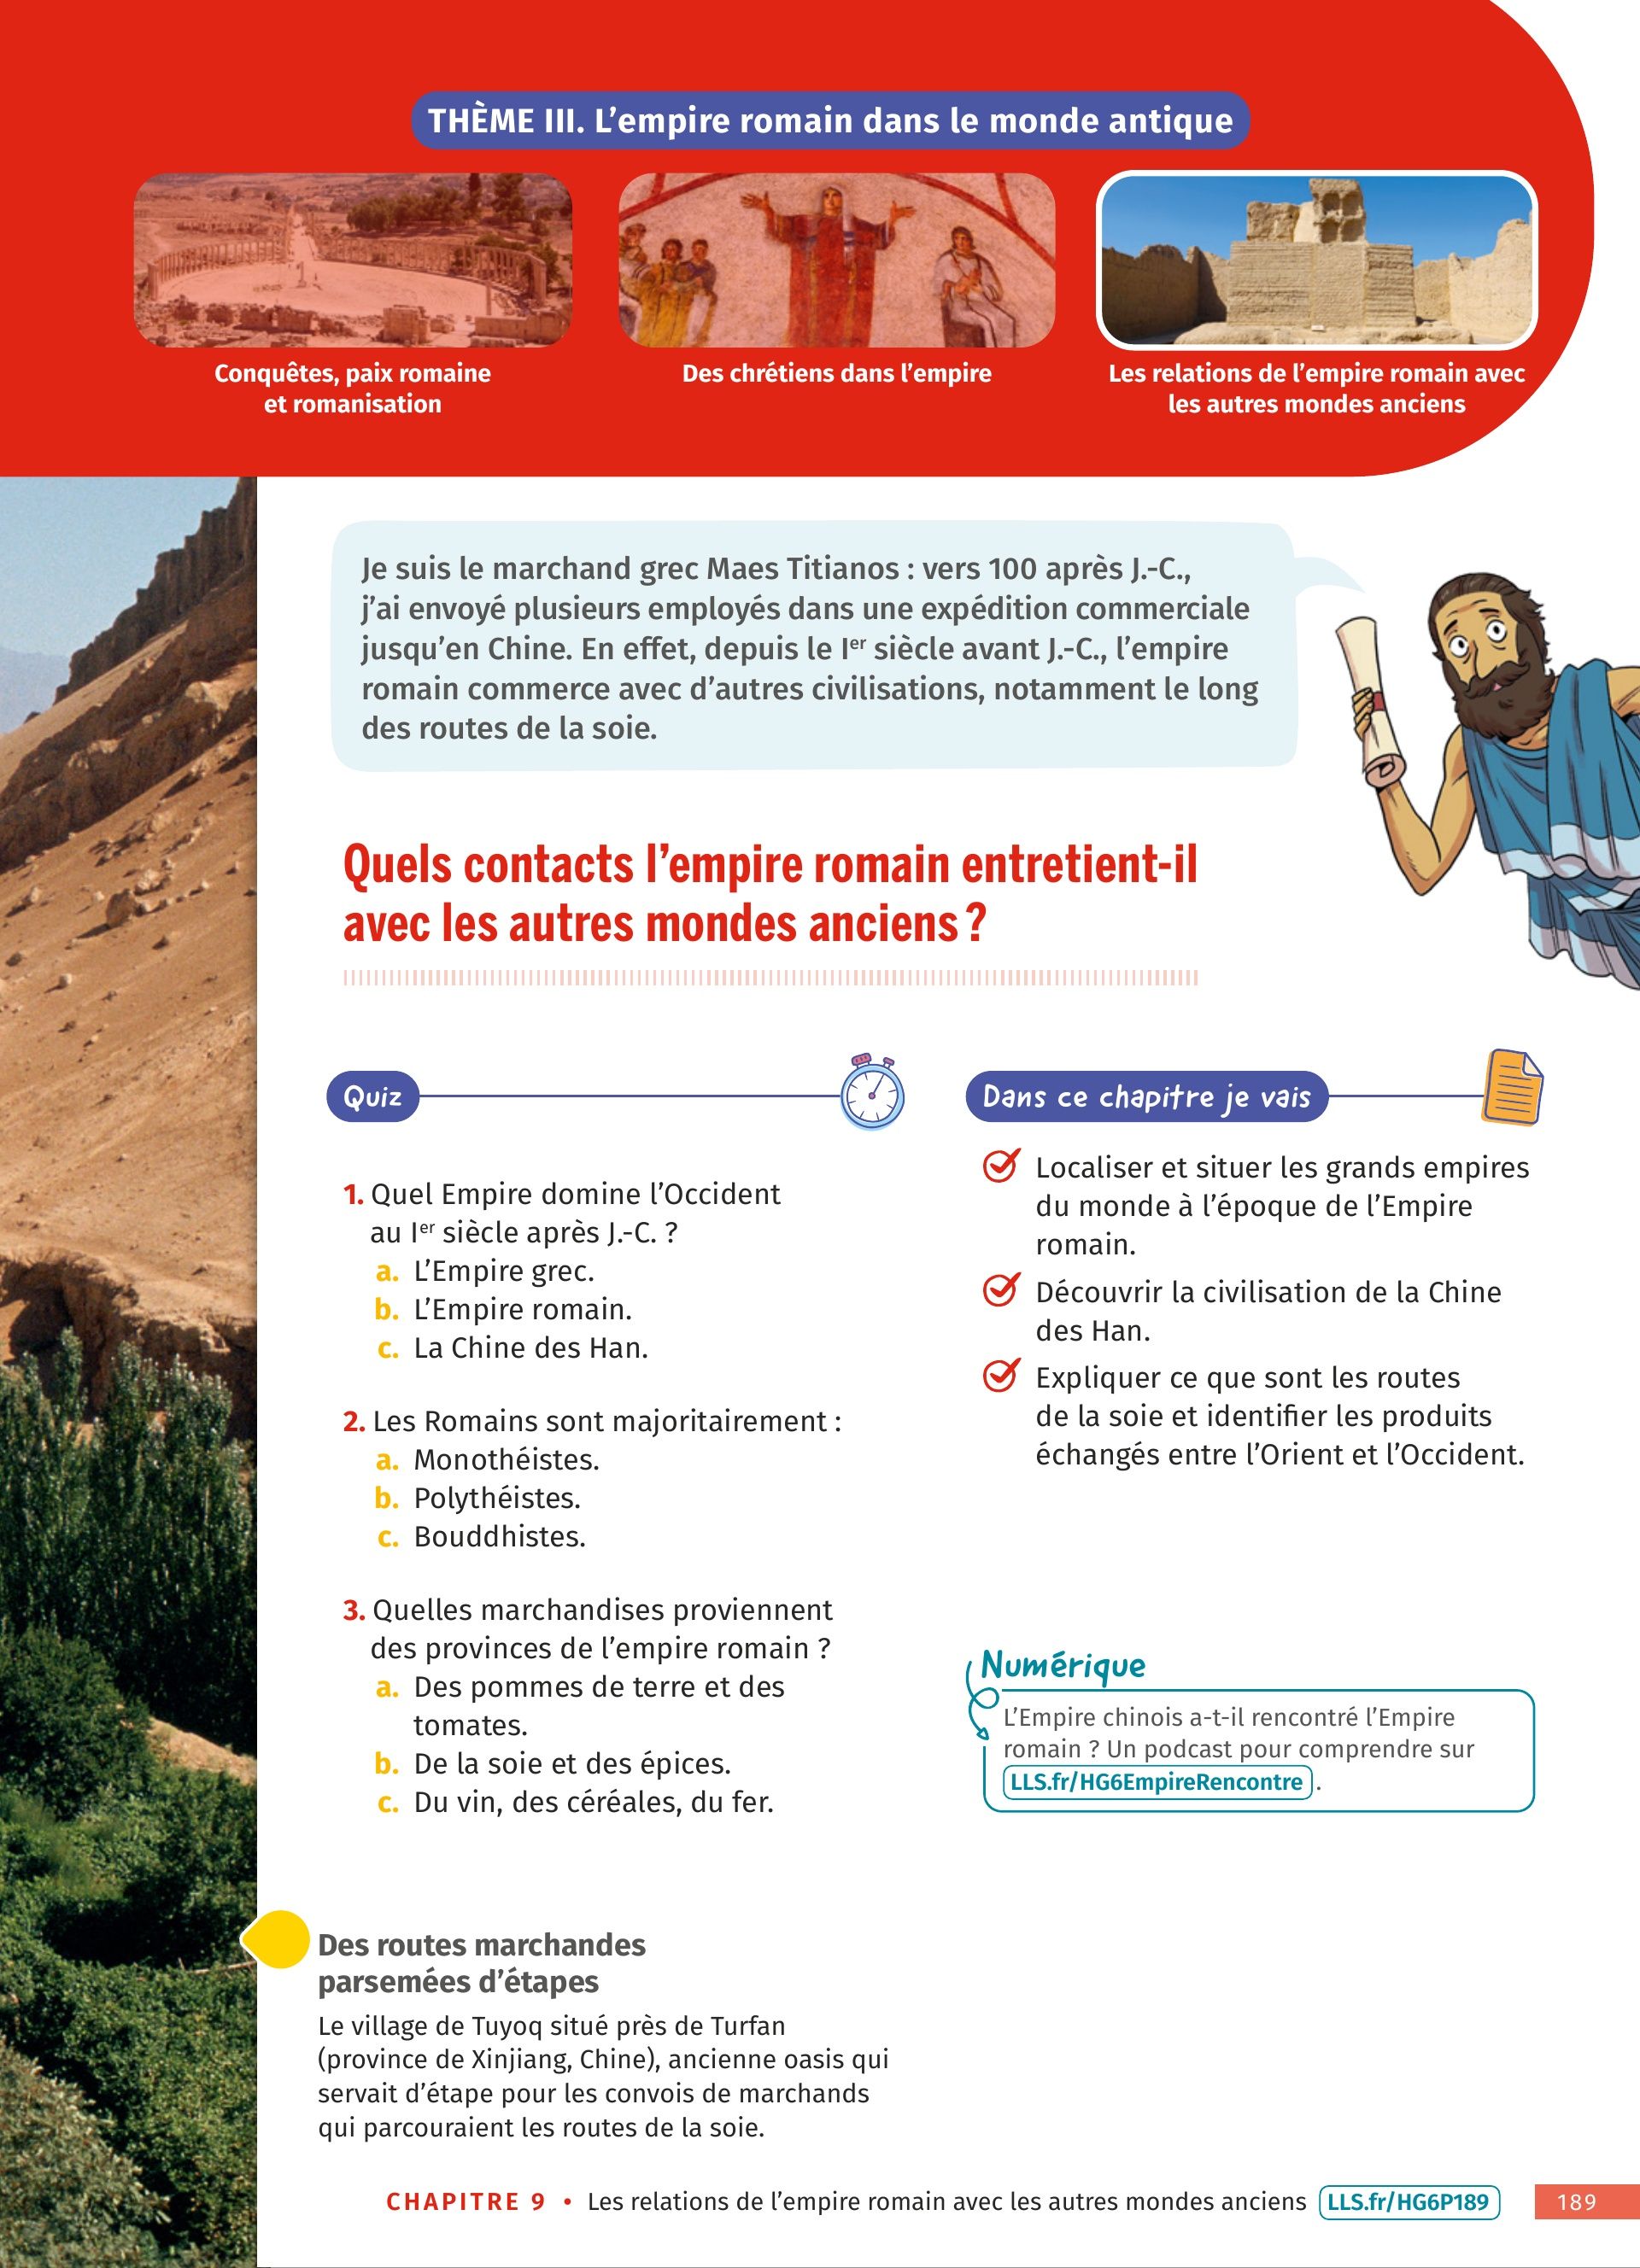 THÈME III. L’empire romain dans le monde antique
Conquêtes, paix romaine
et romanisation
Des chrétiens dans l’empire
Les relations de l’empire romain avec
les autres mondes anciens
Je suis le marchand grec Maes Titianos : vers 100 après J.-C.,
j’ai envoyé plusieurs employés dans une expédition commerciale
jusqu’en Chine. En effet, depuis le Ier siècle avant J.-C., l’empire
romain commerce avec d’autres civilisations, notamment le long
des routes de la soie.
Quels contacts l’empire romain entretient-il
avec les autres mondes anciens ?
Quiz
1. Quel Empire domine l’Occident
au Ier siècle après J.-C. ?
a. L’Empire grec.
b. L’Empire romain.
c. La Chine des Han.
2. Les Romains sont majoritairement :
a. Monothéistes.
b. Polythéistes.
c. Bouddhistes.
3. Quelles marchandises proviennent
des provinces de l’empire romain ?
a. Des pommes de terre et des
tomates.
b. De la soie et des épices.
c. Du vin, des céréales, du fer.
Dans ce chapitre je vais
Localiser et situer les grands empires
du monde à l’époque de l’Empire
romain.
Découvrir la civilisation de la Chine
des Han.
Expliquer ce que sont les routes
de la soie et identifier les produits
échangés entre l’Orient et l’Occident.
Numérique
L’Empire chinois a-t-il rencontré l’Empire
romain ? Un podcast pour comprendre sur
LLS.fr/HG6EmpireRencontre .
Des routes marchandes
parsemées d’étapes
Le village de Tuyoq situé près de Turfan
(province de Xinjiang, Chine), ancienne oasis qui
servait d’étape pour les convois de marchands
qui parcouraient les routes de la soie.
CHAPITRE 9 • Les relations de l’empire romain avec les autres mondes anciens LLS.fr/HG6P189 189